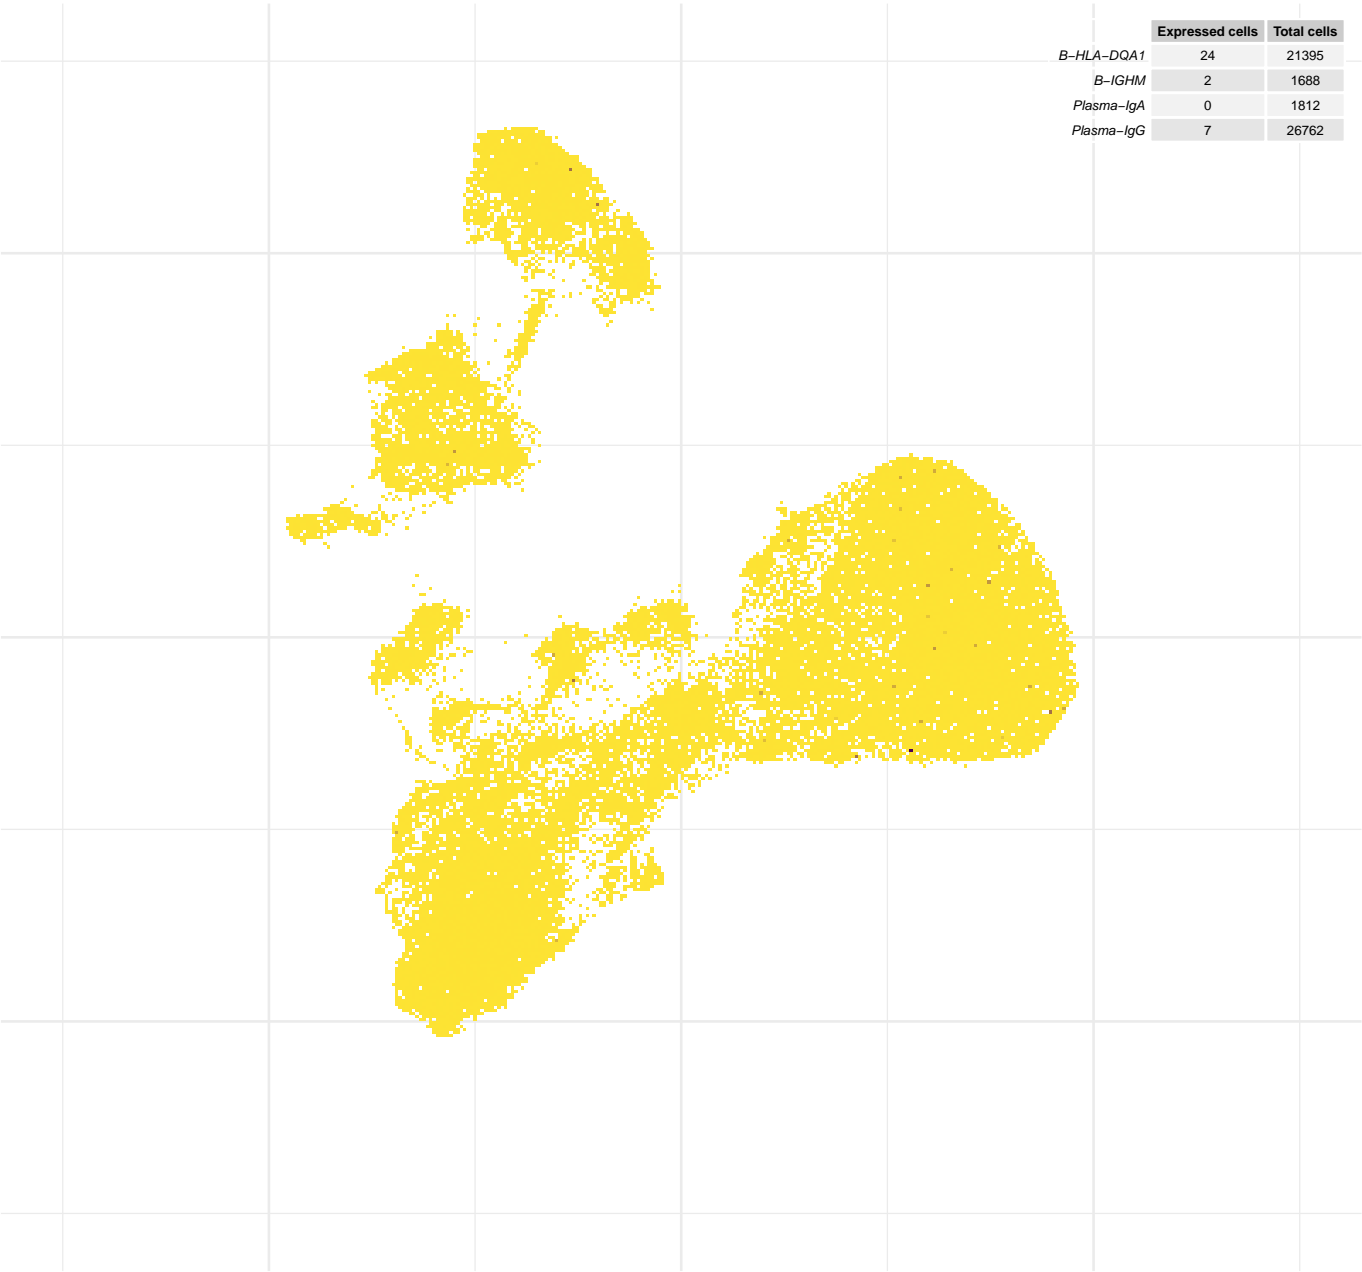 Expressed cells Total cells
B-HLA-DQA1 24 21395
B-IGHM 2 1688
Plasma-IgA 0 1812
Plasma-IgG 7 26762